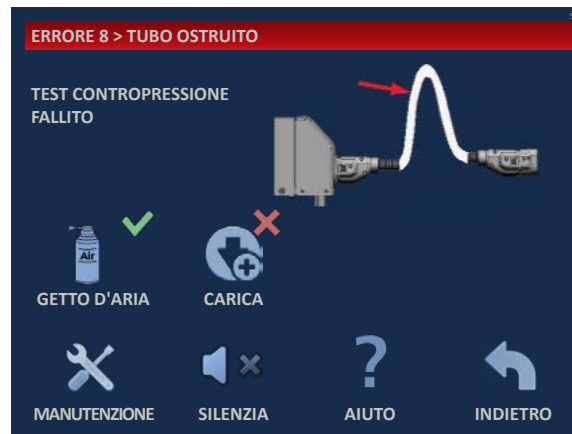 ERRORE 8 > TUBO OSTRUITO
TEST CONTROPRESSIONE
FALLITO
Air
GETTO D'ARIA
CARICA
MANUTENZIONE
SILENZIA
?
AIUTO
INDIETRO